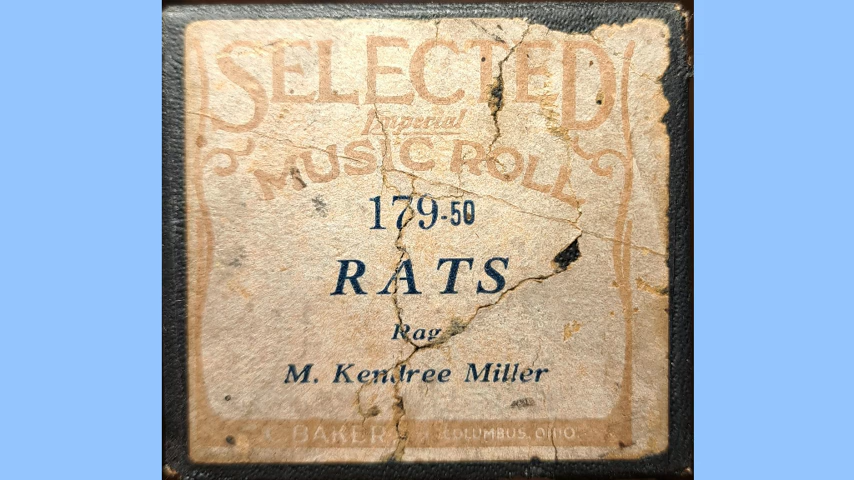 SELECTED
Imperial
MUSIC ROLL
179-50
RATS
Rag
M. Kendree Miller
BAKER COLUMBUS, OHIO